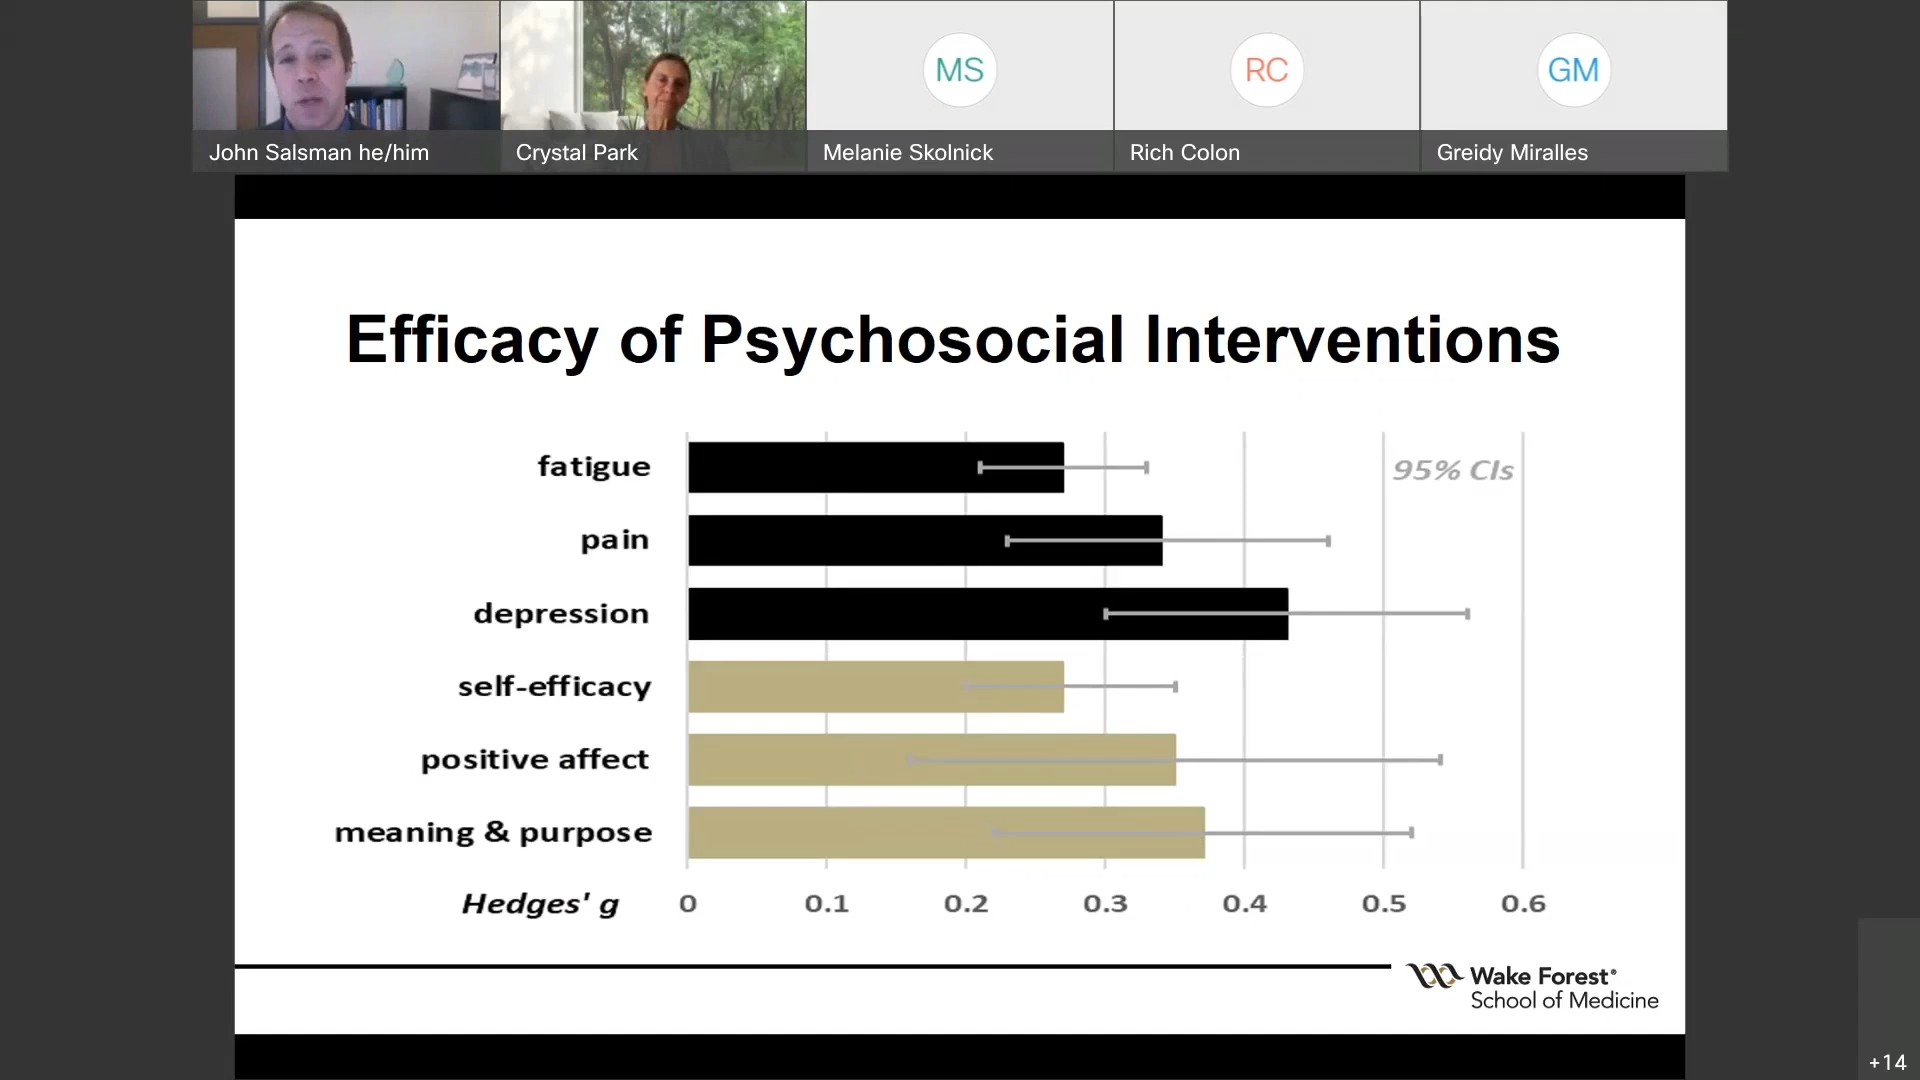 MS
RC
GM
John Salsman he/him
Crystal Park
Melanie Skolnick
Rich Colon
Greidy Miralles
Efficacy of Psychosocial Interventions
95% CIs
fatigue
pain
depression
self-efficacy
positive affect
meaning & purpose
Hedges' g 0 0.1 0.2 0.3 0.4 0.5 0.6
Wake Forest®
School of Medicine
+14